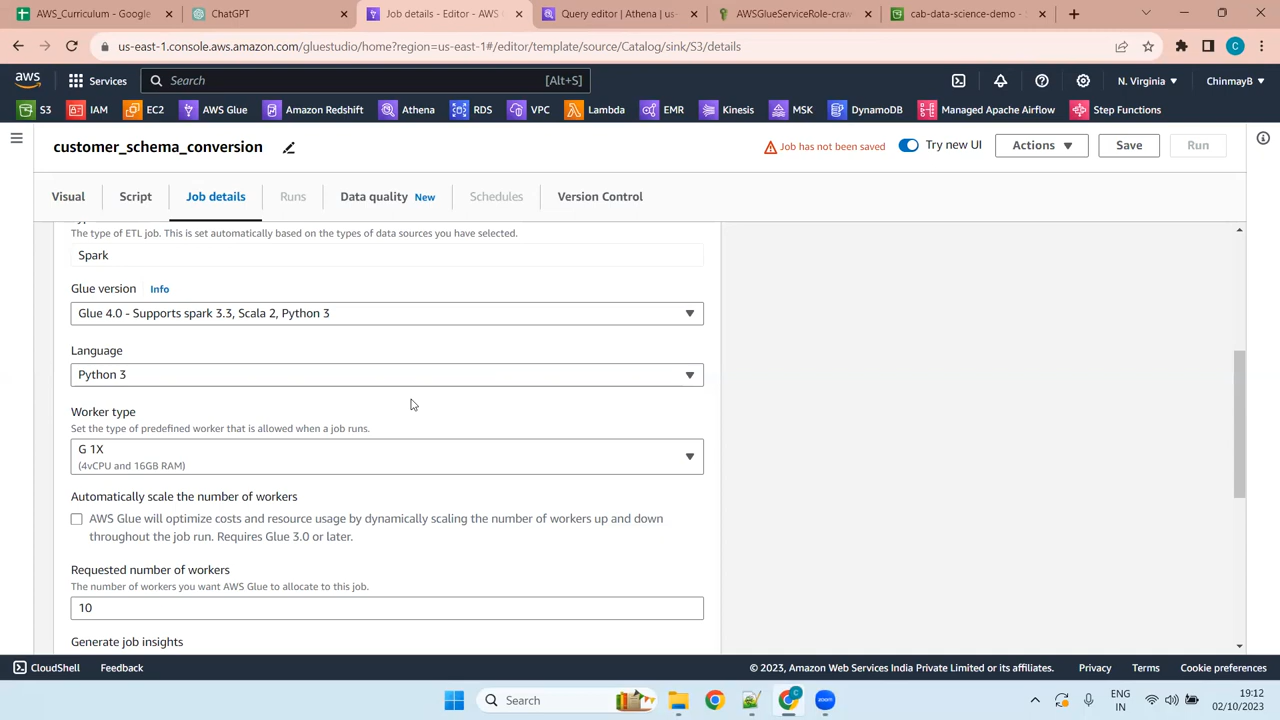 AWS_Curriculum - Google
ChatGPT
Job details - Editor - AWS
Query editor | Athena | us-east
AWSGlueServiceRole-craw
cab-data-science-demo -
us-east-1.console.aws.amazon.com/gluestudio/home?region=us-east-1#/editor/template/source/Catalog/sink/S3/details
C
aws
Services
Search
[Alt+S]
N. Virginia
ChinmayB
S3
IAM
EC2
AWS Glue
Amazon Redshift
Athena
RDS
VPC
Lambda
EMR
Kinesis
MSK
DynamoDB
Managed Apache Airflow
Step Functions
customer_schema_conversion
Job has not been saved
Try new UI
Actions
Save
Run
Visual
Script
Job details
Runs
Data quality New
Schedules
Version Control
The type of ETL job. This is set automatically based on the types of data sources you have selected.
Spark
Glue version Info
Glue 4.0 - Supports spark 3.3, Scala 2, Python 3
Language
Python 3
Worker type
Set the type of predefined worker that is allowed when a job runs.
G 1X
(4vCPU and 16GB RAM)
Automatically scale the number of workers
AWS Glue will optimize costs and resource usage by dynamically scaling the number of workers up and down
throughout the job run. Requires Glue 3.0 or later.
Requested number of workers
The number of workers you want AWS Glue to allocate to this job.
10
Generate job insights
CloudShell
Feedback
© 2023, Amazon Web Services India Private Limited or its affiliates.
Privacy
Terms
Cookie preferences
Search
zoom
ENG
IN
19:12
02/10/2023